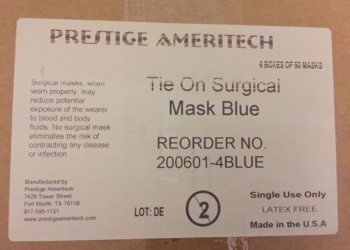 PRESTIGE AMERITECH
6 BOXES OF 50 MASKS
Surgical masks, when
worn properly, may
reduce potential
exposure of the wearer
to blood and body
fluids. No surgical mask
eliminates the risk of
contracting any disease
or infection
Tie On Surgical
Mask Blue
REORDER NO.
200601-4BLUE
Manufactured by
Prestige Ameritech
7426 Tower Street
Fort Worth, TX 76118
817-595-1131
www.prestigeameritech.com
LOT: DE
2
Single Use Only
LATEX FREE
Made in the U.S.A